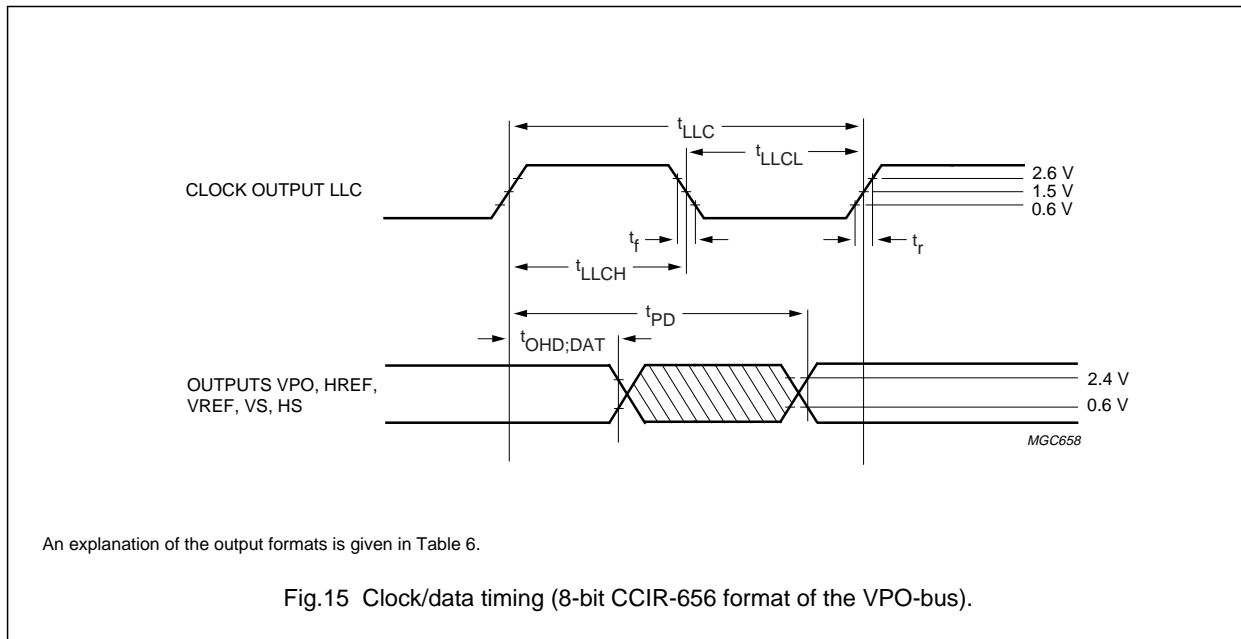 tLLC
tLLCL
CLOCK OUTPUT LLC
2.6 V
1.5 V
0.6 V
tf
tr
tLLCH
tPD
tOHD;DAT
OUTPUTS VPO, HREF,
VREF, VS, HS
2.4 V
0.6 V
MGC658
An explanation of the output formats is given in Table 6.
Fig.15 Clock/data timing (8-bit CCIR-656 format of the VPO-bus).